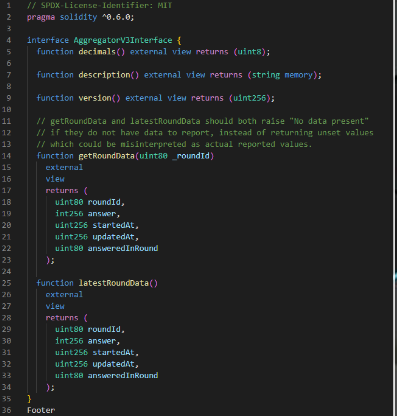 1 // SPDX-License-Identifier: MIT
2 pragma solidity ^0.6.0;
3
4 interface AggregatorV3Interface {
5 function decimals() external view returns (uint8);
6
7 function description() external view returns (string memory);
8
9 function version() external view returns (uint256);
10
11 // getRoundData and latestRoundData should both raise "No data present"
12 // if they do not have data to report, instead of returning unset values
13 // which could be misinterpreted as actual reported values.
14 function getRoundData(uint80 _roundId)
15 external
16 view
17 returns (
18 uint80 roundId,
19 int256 answer,
20 uint256 startedAt,
21 uint256 updatedAt,
22 uint80 answeredInRound
23 );
24
25 function latestRoundData()
26 external
27 view
28 returns (
29 uint80 roundId,
30 int256 answer,
31 uint256 startedAt,
32 uint256 updatedAt,
33 uint80 answeredInRound
34 );
35 }
36 Footer